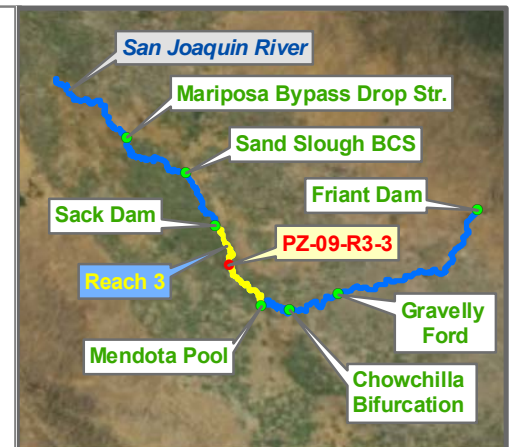 San Joaquin River
Mariposa Bypass Drop Str.
Sand Slough BCS
Friant Dam
Sack Dam
PZ-09-R3-3
Reach 3
Gravelly
Ford
Mendota Pool
Chowchilla
Bifurcation